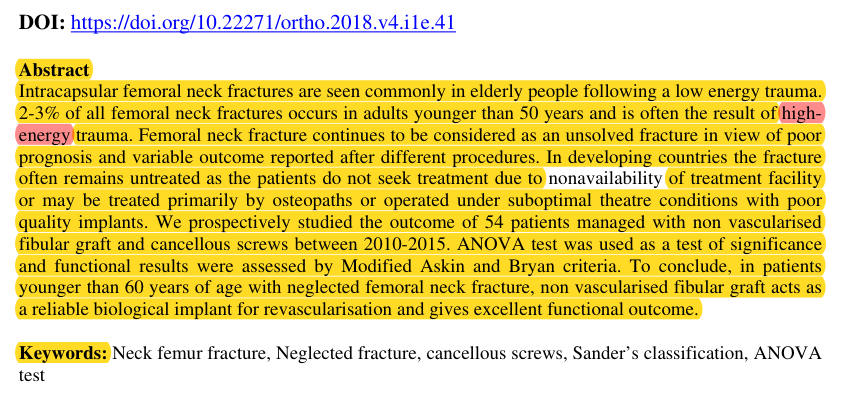 DOI: https://doi.org/10.22271/ortho.2018.v4.i1e.41
Abstract
Intracapsular femoral neck fractures are seen commonly in elderly people following a low energy trauma.
2-3% of all femoral neck fractures occurs in adults younger than 50 years and is often the result of high-
energy trauma. Femoral neck fracture continues to be considered as an unsolved fracture in view of poor
prognosis and variable outcome reported after different procedures. In developing countries the fracture
often remains untreated as the patients do not seek treatment due to nonavailability of treatment facility
or may be treated primarily by osteopaths or operated under suboptimal theatre conditions with poor
quality implants. We prospectively studied the outcome of 54 patients managed with non vascularised
fibular graft and cancellous screws between 2010-2015. ANOVA test was used as a test of significance
and functional results were assessed by Modified Askin and Bryan criteria. To conclude, in patients
younger than 60 years of age with neglected femoral neck fracture, non vascularised fibular graft acts as
a reliable biological implant for revascularisation and gives excellent functional outcome.
Keywords: Neck femur fracture, Neglected fracture, cancellous screws, Sander's classification, ANOVA
test